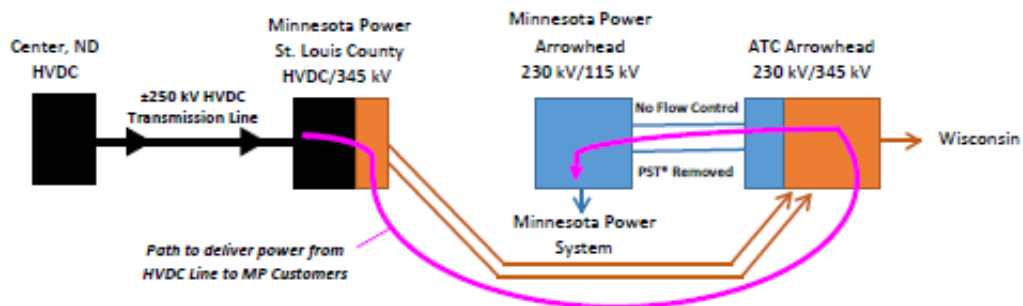 Center, ND
HVDC
±250 kV HVDC
Transmission Line
Minnesota Power
St. Louis County
HVDC/345 kV
Minnesota Power
Arrowhead
230 kV/115 kV
No Flow Control
PST* Removed
ATC Arrowhead
230 kV/345 kV
Wisconsin
Minnesota Power
System
Path to deliver power from
HVDC Line to MP Customers